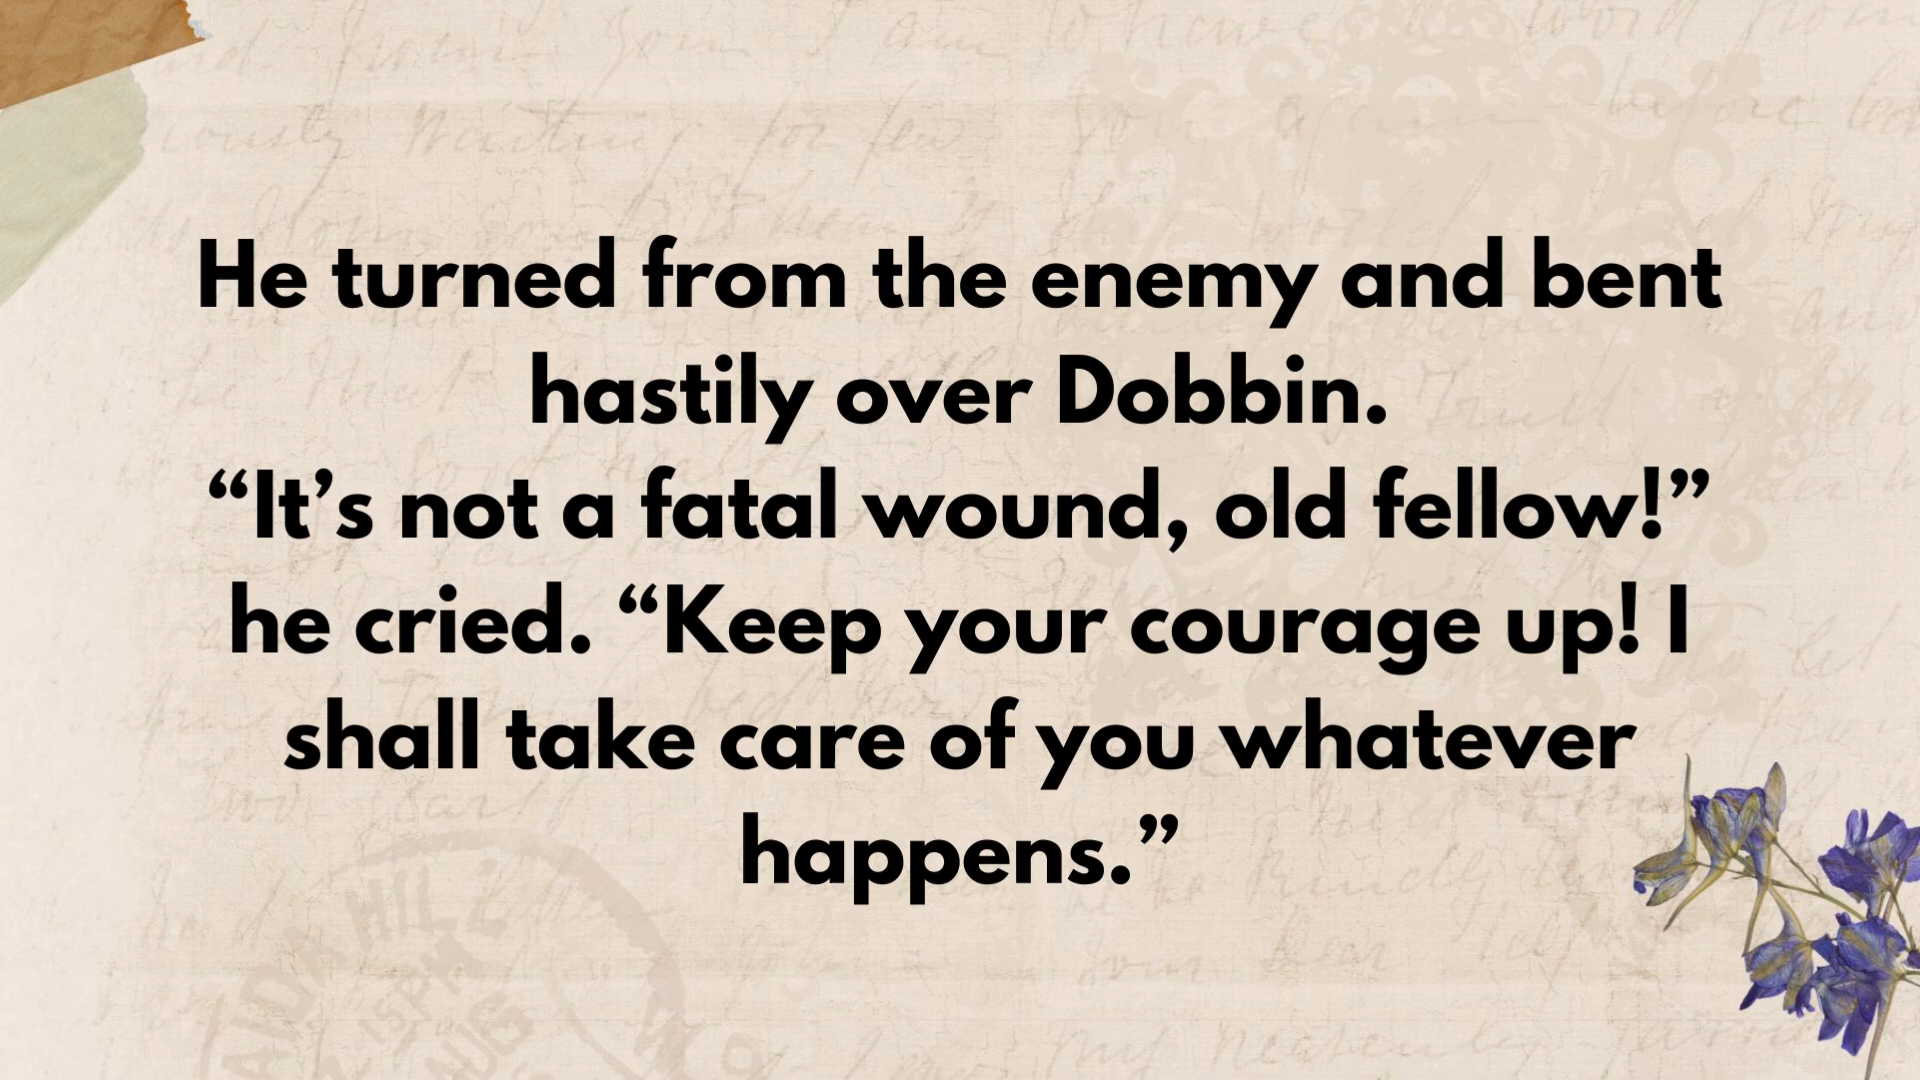 He turned from the enemy and bent
hastily over Dobbin.
“It’s not a fatal wound, old fellow!”
he cried. “Keep your courage up! I
shall take care of you whatever
happens.”